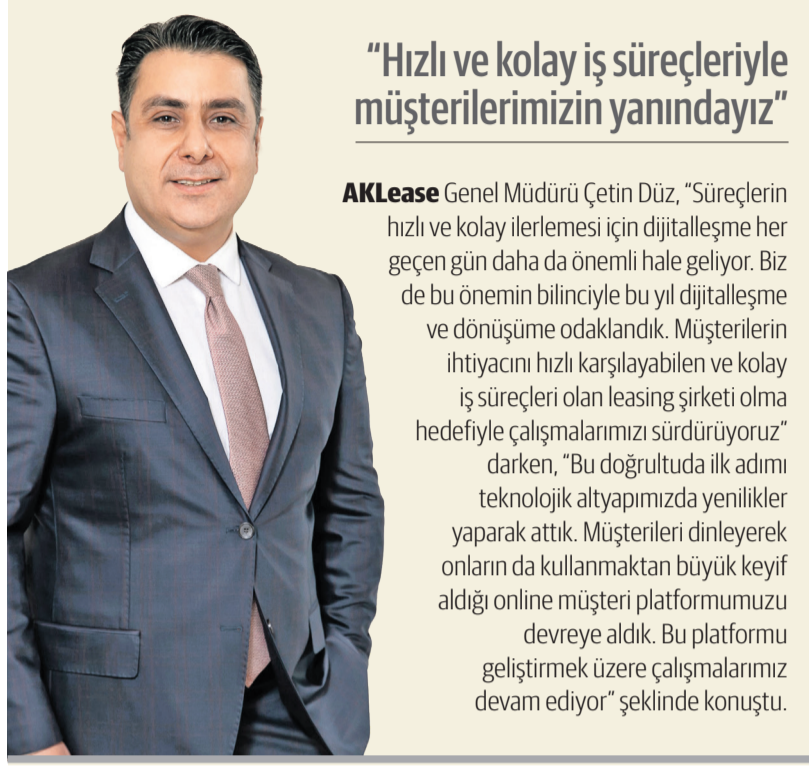 “Hızlı ve kolay iş süreçleriyle
müşterilerimizin yanındayız”
AKLease Genel Müdürü Çetin Düz, “Süreçlerin
hızlı ve kolay ilerlemesi için dijitalleşme her
geçen gün daha da önemli hale geliyor. Biz
de bu önemin bilinciyle bu yıl dijitalleşme
ve dönüşüme odaklandık. Müşterilerin
ihtiyacını hızlı karşılayabilen ve kolay
iş süreçleri olan leasing şirketi olma
hedefiyle çalışmalarımızı sürdürüyoruz”
darken, “Bu doğrultuda ilk adımı
teknolojik altyapımızda yenilikler
yaparak attık. Müşterileri dinleyerek
onların da kullanmaktan büyük keyif
aldığı online müşteri platformumuzu
devreye aldık. Bu platformu
geliştirmek üzere çalışmalarımız
devam ediyor” şeklinde konuştu.